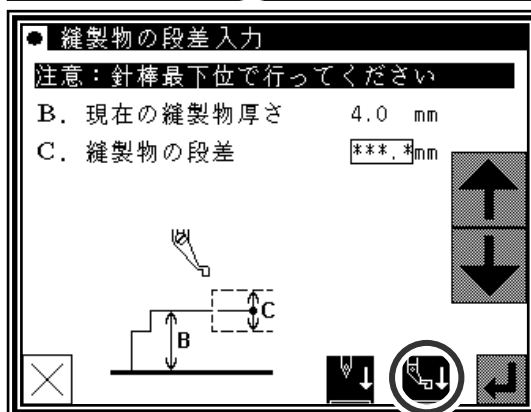 ● 縫製物の段差入力
注意：針棒最下位で行ってください
B. 現在の縫製物厚さ 4.0 mm
C. 縫製物の段差 ***.*mm
C
B